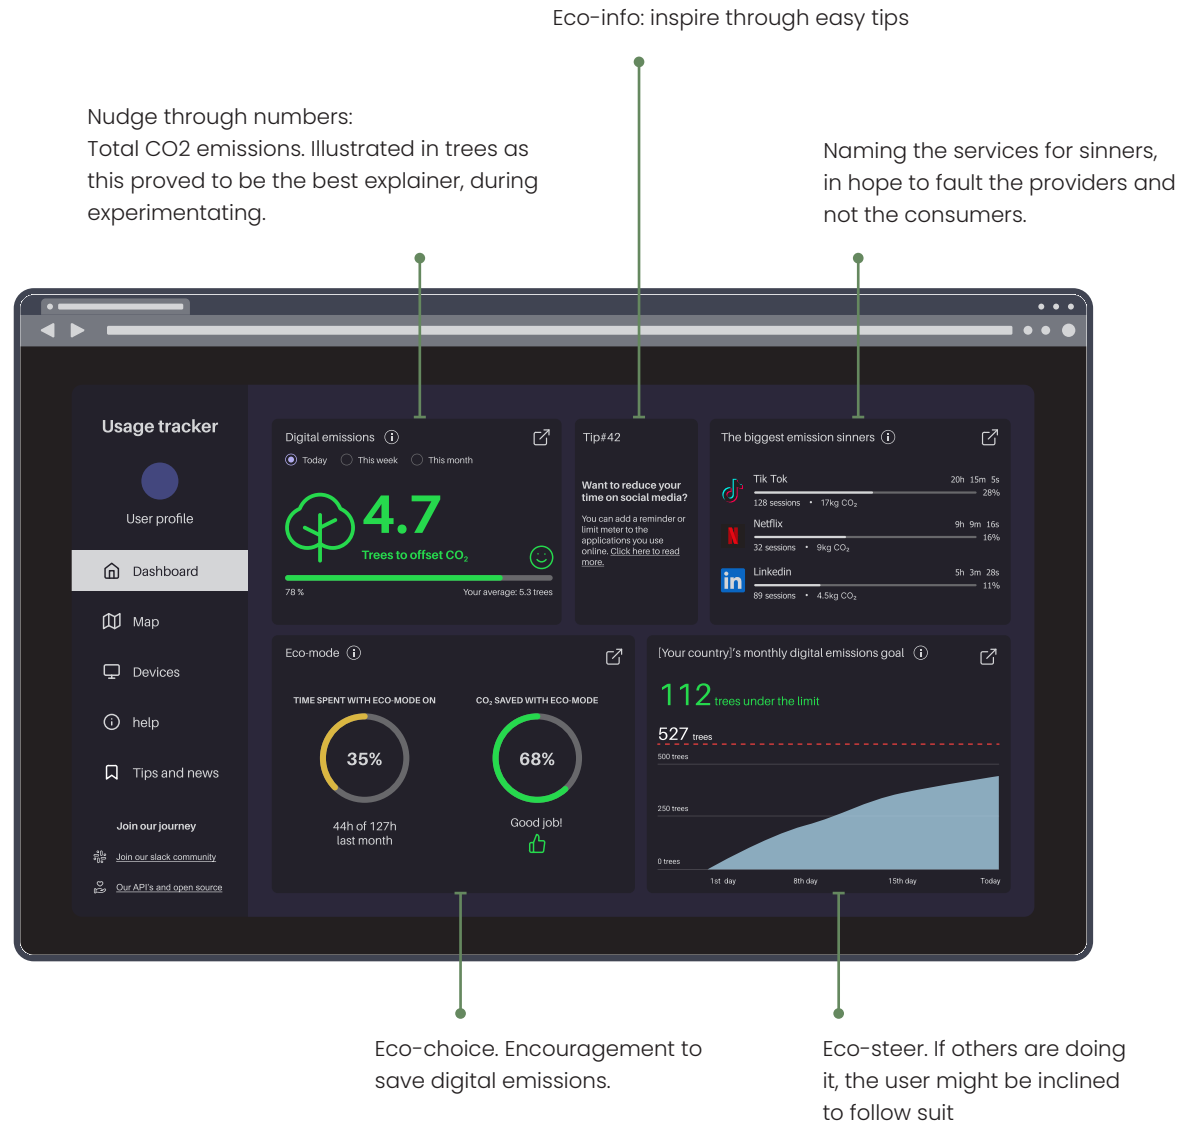 Eco-info: inspire through easy tips
Nudge through numbers:
Total CO2 emissions. Illustrated in trees as
this proved to be the best explainer, during
experimentating.
Naming the services for sinners,
in hope to fault the providers and
not the consumers.
Usage tracker
User profile
Dashboard
Map
Devices
help
Tips and news
Join our journey
Join our slack community
Our API's and open source
Digital emissions
Today
This week
This month
4.7
Trees to offset CO₂
78 %
Your average: 5.3 trees
Tip#42
Want to reduce your
time on social media?
You can add a reminder or
limit meter to the
applications you use
online. Click here to read
more.
The biggest emission sinners
Tik Tok
20h 15m 5s
28%
128 sessions • 17kg CO₂
Netflix
9h 9m 16s
16%
32 sessions • 9kg CO₂
Linkedin
5h 3m 28s
11%
89 sessions • 4.5kg CO₂
Eco-mode
TIME SPENT WITH ECO-MODE ON
35%
44h of 127h
last month
CO₂ SAVED WITH ECO-MODE
68%
Good job!
[Your country]'s monthly digital emissions goal
112 trees under the limit
527 trees
500 trees
250 trees
0 trees
1st day
8th day
15th day
Today
Eco-choice. Encouragement to
save digital emissions.
Eco-steer. If others are doing
it, the user might be inclined
to follow suit